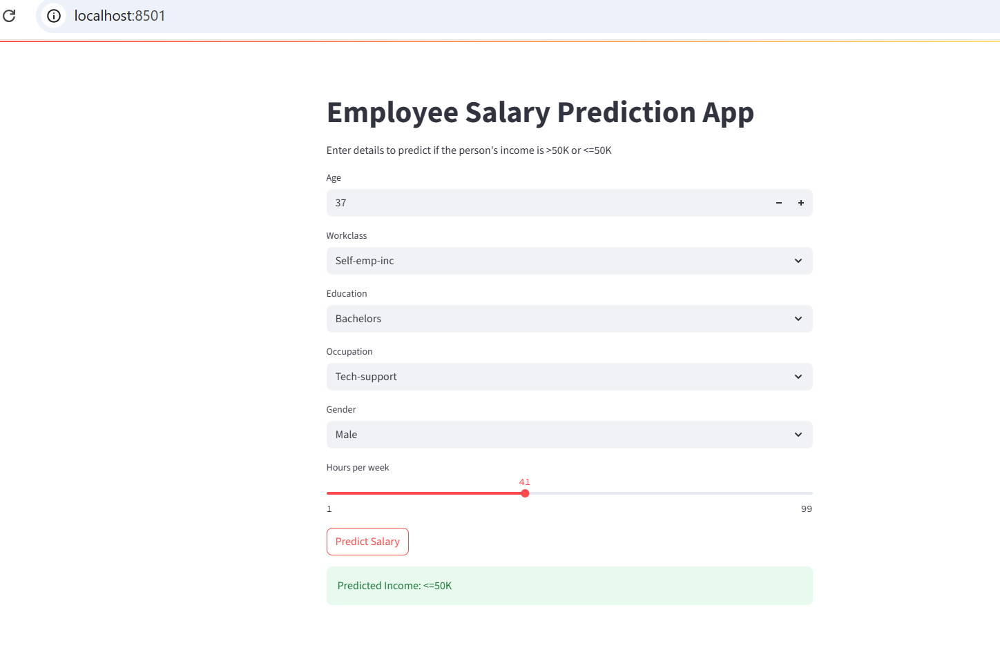 localhost:8501
Employee Salary Prediction App
Enter details to predict if the person's income is >50K or <=50K
Age
37
Workclass
Self-emp-inc
Education
Bachelors
Occupation
Tech-support
Gender
Male
Hours per week
41
1 99
Predict Salary
Predicted Income: <=50K